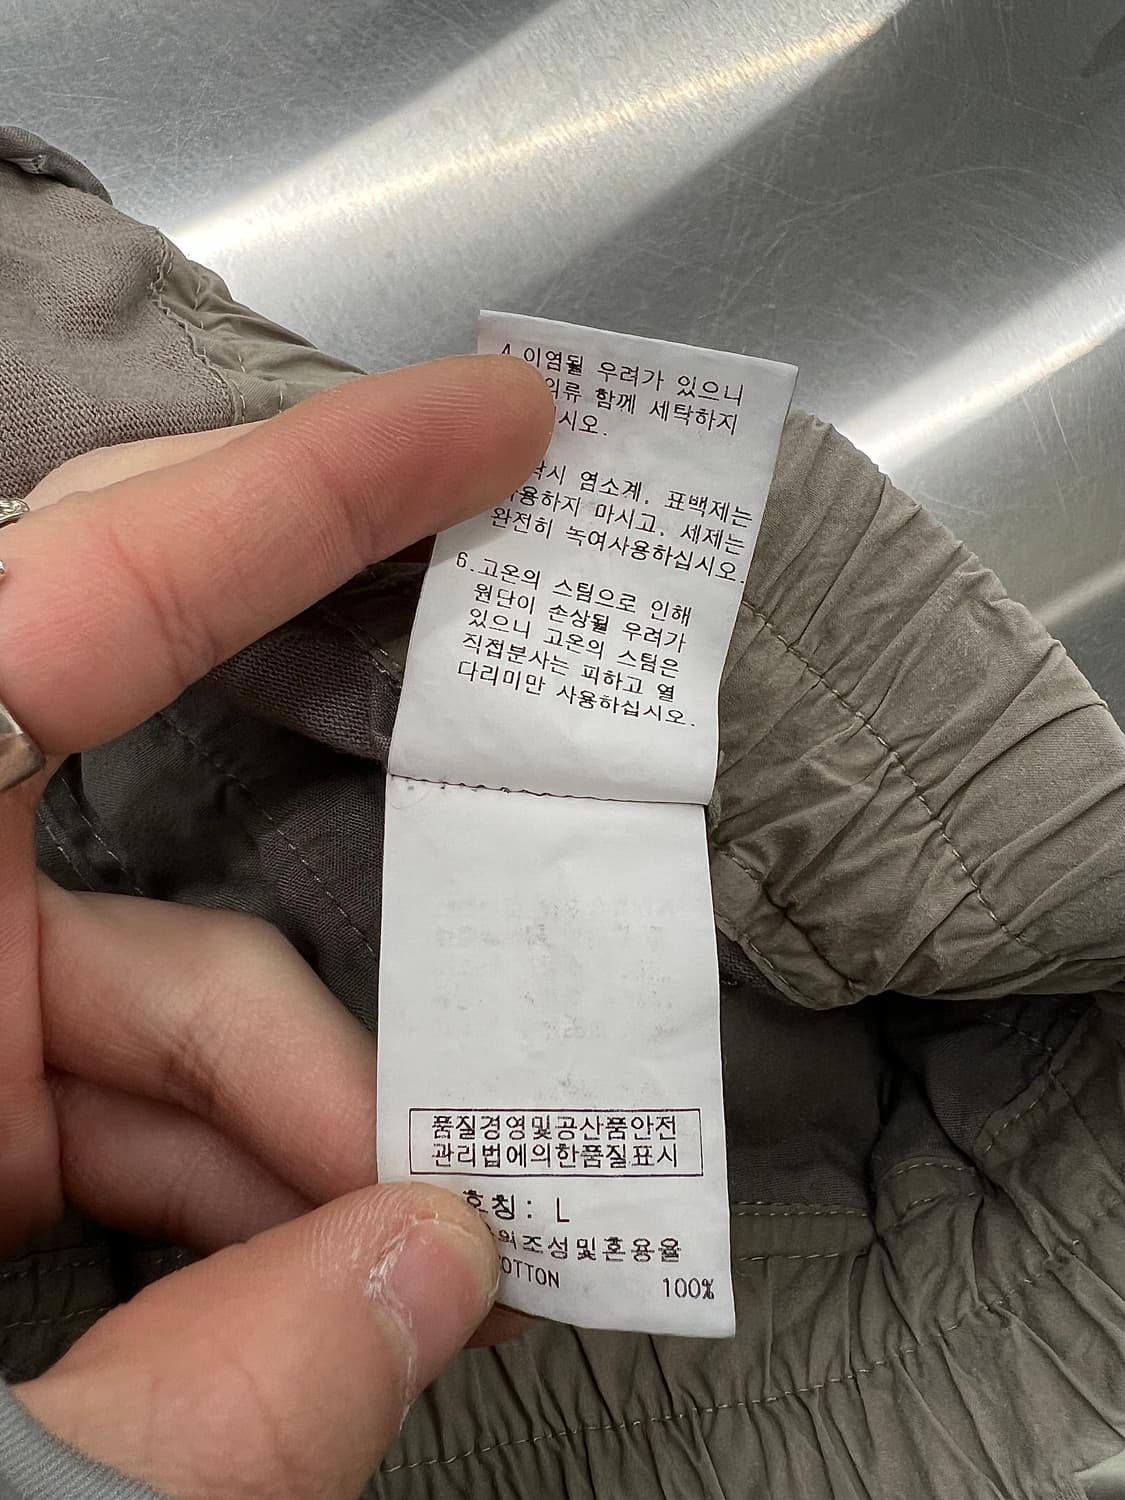 4.이염될 우려가 있으니
의류 함께 세탁하지
시오.
탁시 염소계, 표백제는
사용하지 마시고, 세제는
완전히 녹여사용하십시오.
6.고온의 스팀으로 인해
원단이 손상될 우려가
있으니 고온의 스팀은
직접분사는 피하고 열
다리미만 사용하십시오.
품질경영및공산품안전
관리법에의한품질표시
호칭: L
의조성및혼용율
COTTON 100%